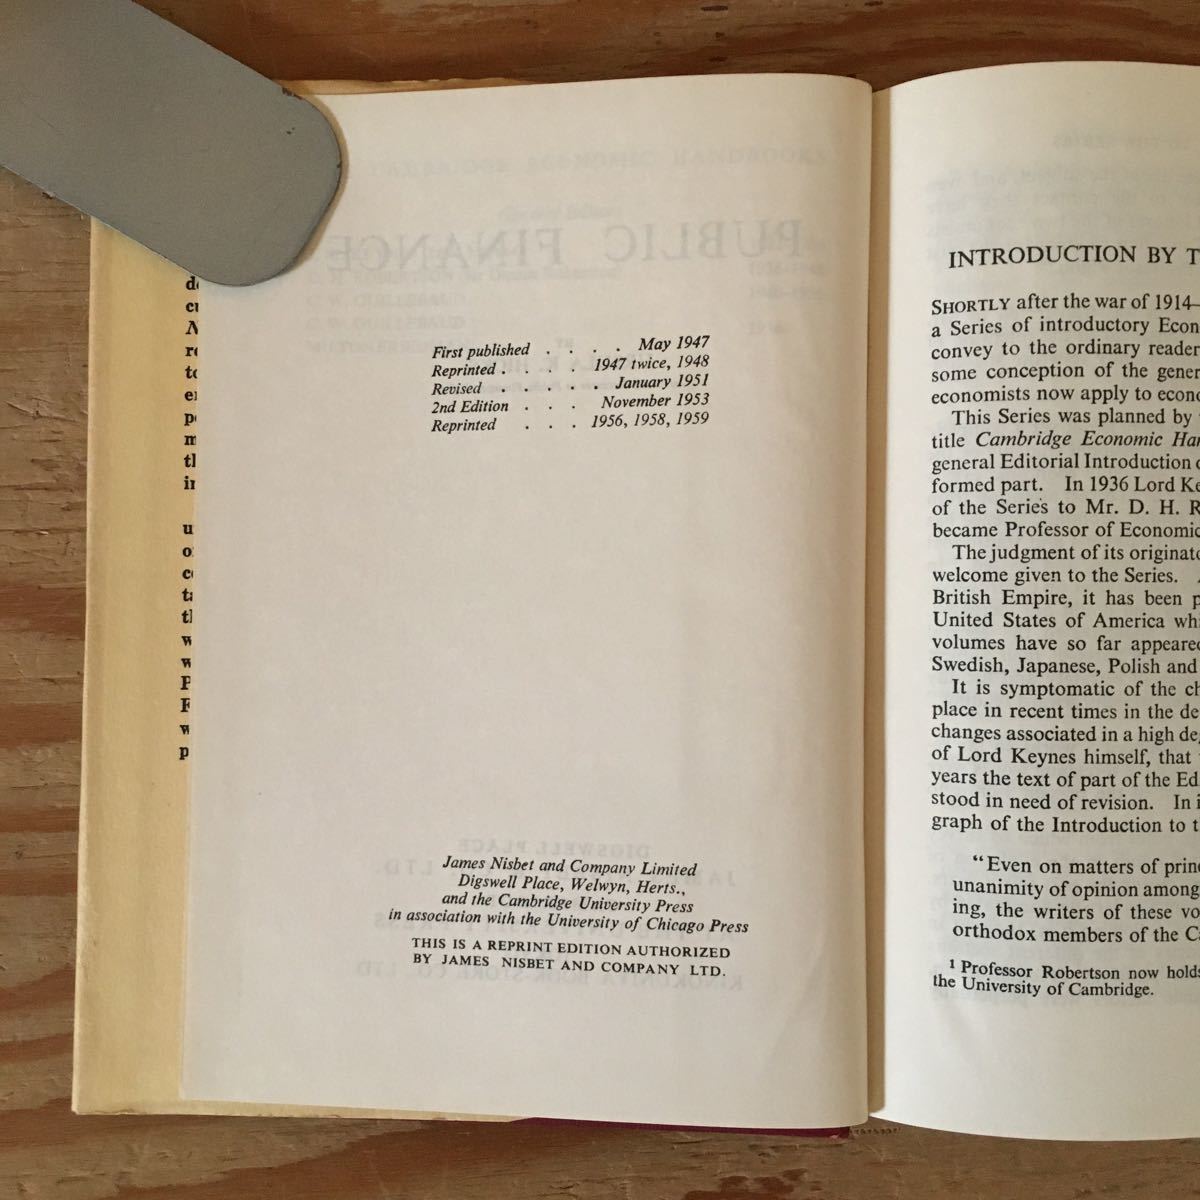 PUBLIC FINANCE
First published . . . . May 1947
Reprinted . . . . 1947 twice, 1948
Revised . . . . . January 1951
2nd Edition . . . November 1953
Reprinted . . . 1956, 1958, 1959
James Nisbet and Company Limited
Digswell Place, Welwyn, Herts.,
and the Cambridge University Press
in association with the University of Chicago Press
THIS IS A REPRINT EDITION AUTHORIZED
BY JAMES NISBET AND COMPANY LTD.
INTRODUCTION BY T
SHORTLY after the war of 1914–
a Series of introductory Econ
convey to the ordinary reader
some conception of the gener
economists now apply to econo
This Series was planned by
title Cambridge Economic Han
general Editorial Introduction o
formed part. In 1936 Lord Ke
of the Series to Mr. D. H. R
became Professor of Economic
The judgment of its originato
welcome given to the Series.
British Empire, it has been p
United States of America whi
volumes have so far appeared
Swedish, Japanese, Polish and
It is symptomatic of the ch
place in recent times in the de
changes associated in a high deg
of Lord Keynes himself, that
years the text of part of the Ed
stood in need of revision. In i
graph of the Introduction to t
“Even on matters of princ
unanimity of opinion among
ing, the writers of these vo
orthodox members of the Ca
1 Professor Robertson now holds
the University of Cambridge.